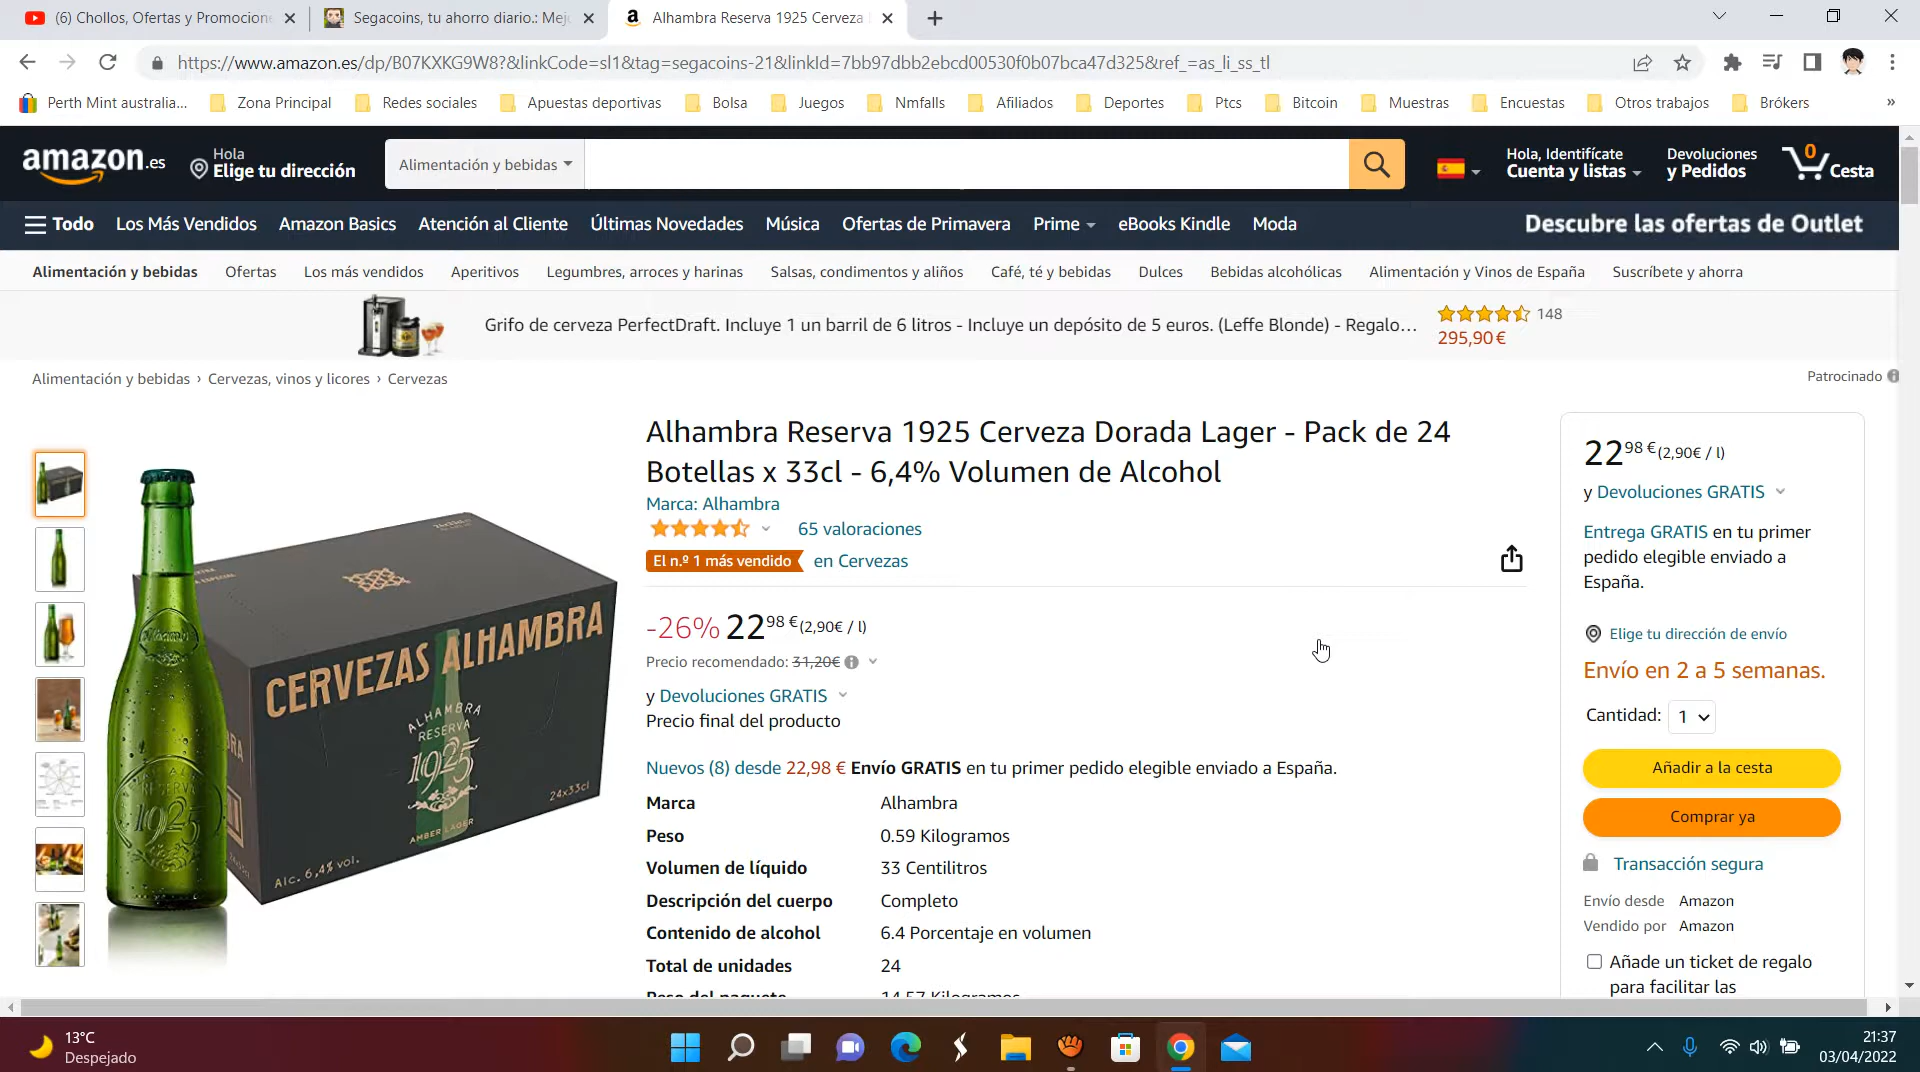 (6) Chollos, Ofertas y Promocione
Segacoins, tu ahorro diario.: Mej
Alhambra Reserva 1925 Cerveza
https://www.amazon.es/dp/B07KXKG9W8?&linkCode=sl1&tag=segacoins-21&linkId=7bb97dbb2ebcd00530f0b07bca47d325&ref_=as_li_ss_tl
Perth Mint australia... Zona Principal Redes sociales Apuestas deportivas Bolsa Juegos Nmfalls Afiliados Deportes Ptcs Bitcoin Muestras Encuestas Otros trabajos Brókers »
amazon.es
Hola
Elige tu dirección
Alimentación y bebidas
Hola, Identifícate
Cuenta y listas
Devoluciones
y Pedidos
0
Cesta
Todo Los Más Vendidos Amazon Basics Atención al Cliente Últimas Novedades Música Ofertas de Primavera Prime eBooks Kindle Moda
Descubre las ofertas de Outlet
Alimentación y bebidas Ofertas Los más vendidos Aperitivos Legumbres, arroces y harinas Salsas, condimentos y aliños Café, té y bebidas Dulces Bebidas alcohólicas Alimentación y Vinos de España Suscríbete y ahorra
Grifo de cerveza PerfectDraft. Incluye 1 un barril de 6 litros - Incluye un depósito de 5 euros. (Leffe Blonde) - Regalo…
148
295,90 €
Alimentación y bebidas › Cervezas, vinos y licores › Cervezas
Patrocinado
CERVEZAS ALHAMBRA
ALHAMBRA
RESERVA
1925
AMBER LAGER
24x33cl
Alc. 6,4% vol.
Alhambra Reserva 1925 Cerveza Dorada Lager - Pack de 24
Botellas x 33cl - 6,4% Volumen de Alcohol
Marca: Alhambra
65 valoraciones
El n.º 1 más vendido en Cervezas
-26% 22,98 € (2,90€ / l)
Precio recomendado: 31,20€
y Devoluciones GRATIS
Precio final del producto
Nuevos (8) desde 22,98 € Envío GRATIS en tu primer pedido elegible enviado a España.
Marca Alhambra
Peso 0.59 Kilogramos
Volumen de líquido 33 Centilitros
Descripción del cuerpo Completo
Contenido de alcohol 6.4 Porcentaje en volumen
Total de unidades 24
Peso del paquete 14.57 Kilogramos
22,98 € (2,90€ / l)
y Devoluciones GRATIS
Entrega GRATIS en tu primer
pedido elegible enviado a
España.
Elige tu dirección de envío
Envío en 2 a 5 semanas.
Cantidad: 1
Añadir a la cesta
Comprar ya
Transacción segura
Envío desde Amazon
Vendido por Amazon
Añade un ticket de regalo
para facilitar las
13°C
Despejado
21:37
03/04/2022